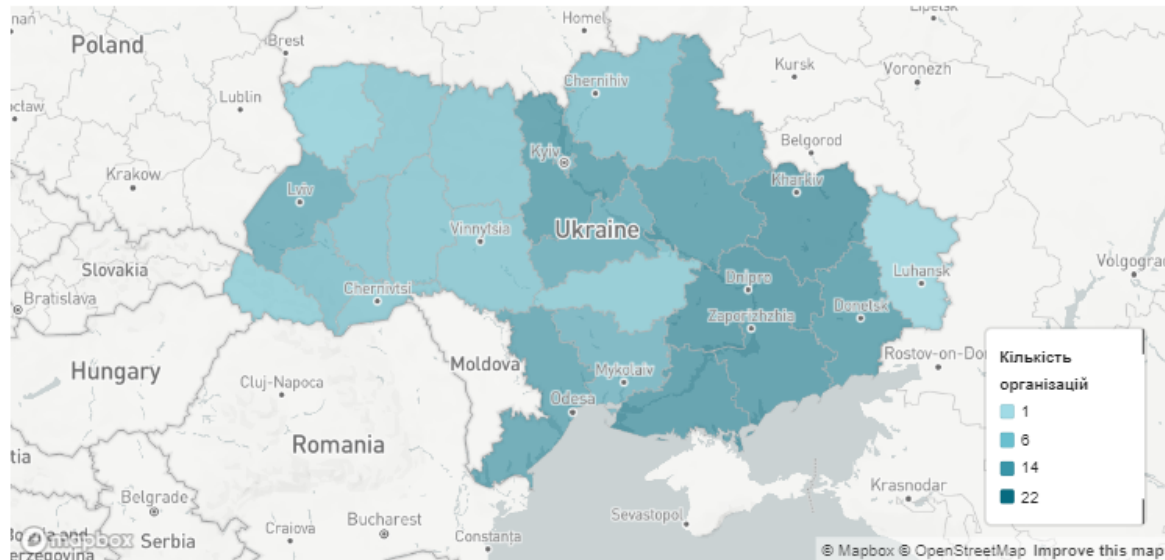 Lipetsk
Homel
Poland
Brest
Kursk
Voronezh
Chernihiv
Lublin
Belgorod
Kyiv
Krakow
Kharkiv
Lviv
Ukraine
Vinnytsia
Slovakia
Dnipro
Luhansk
Volgograd
Chernivtsi
Bratislava
Donetsk
Zaporizhzhia
Moldova
Rostov-on-Do
Кількість
Hungary
Mykolaiv
Cluj-Napoca
організацій
Odesa
1
Romania
6
14
Krasnodar
22
Belgrade
Sevastopol
Bucharest
mapbox
Serbia
Craiova
Constanța
© Mapbox © OpenStreetMap Improve this map